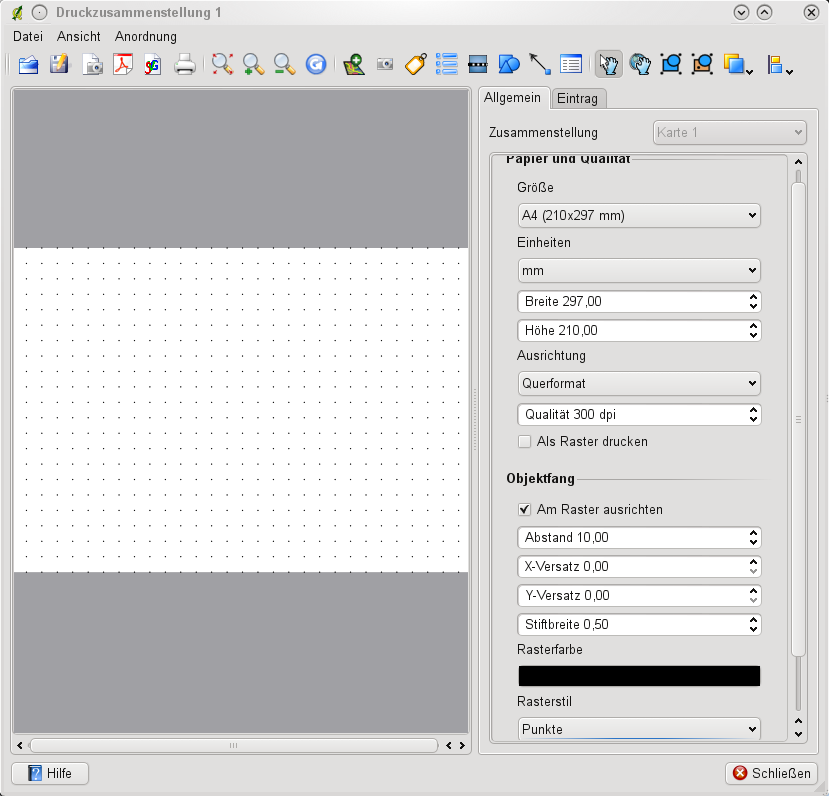 Druckzusammenstellung 1
Datei Ansicht Anordnung
Allgemein Eintrag
Zusammenstellung Karte 1
Papier und Qualität
Größe
A4 (210x297 mm)
Einheiten
mm
Breite 297,00
Höhe 210,00
Ausrichtung
Querformat
Qualität 300 dpi
Als Raster drucken
Objektfang
Am Raster ausrichten
Abstand 10,00
X-Versatz 0,00
Y-Versatz 0,00
Stiftbreite 0,50
Rasterfarbe
Rasterstil
Punkte
Hilfe Schließen